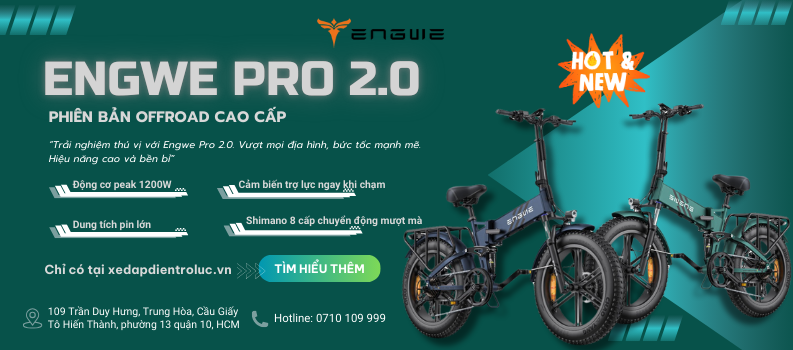 ENGWE
ENGWE PRO 2.0
HOT &
NEW
PHIÊN BẢN OFFROAD CAO CẤP
"Trải nghiệm thú vị với Engwe Pro 2.0. Vượt mọi địa hình, bức tốc mạnh mẽ.
Hiệu năng cao và bền bỉ"
Động cơ peak 1200W
Cảm biến trợ lực ngay khi chạm
Dung tích pin lớn
Shimano 8 cấp chuyển động mượt mà
Chỉ có tại xedapdientroluc.vn
TÌM HIỂU THÊM
109 Trần Duy Hưng, Trung Hòa, Cầu Giấy
Tô Hiến Thành, phường 13 quận 10, HCM
Hotline: 0710 109 999
ENGWE
ENGWE